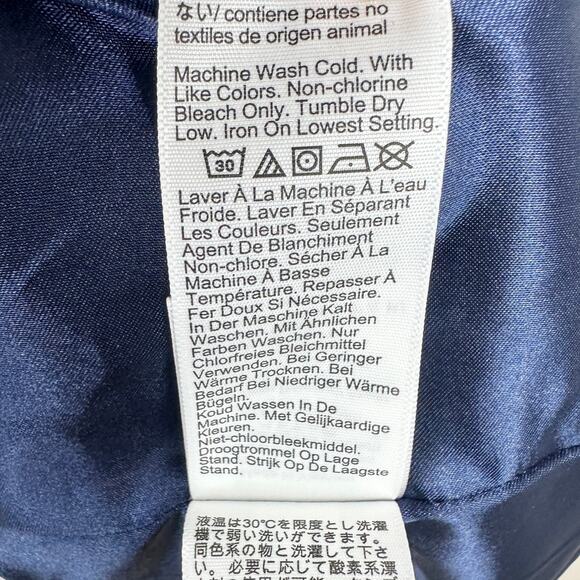 ない/ contiene partes no
textiles de origen animal
Machine Wash Cold. With
Like Colors. Non-chlorine
Bleach Only. Tumble Dry
Low. Iron On Lowest Setting.
30
Laver À La Machine À L'eau
Froide. Laver En Séparant
Les Couleurs. Seulement
Agent De Blanchiment
Non-chlore. Sécher À La
Machine À Basse
Température. Repasser À
Fer Doux Si Nécessaire.
In Der Maschine Kalt
Waschen. Mit Ähnlichen
Farben Waschen. Nur
Chlorfreies Bleichmittel
Verwenden. Bei Geringer
Wärme Trocknen. Bei
Bedarf Bei Niedriger Wärme
Bügeln.
Koud Wassen In De
Machine. Met Gelijkaardige
Kleuren.
Niet-chloorbleekmiddel.
Droogtrommel Op Lage
Stand. Strijk Op De Laagste
Stand.
液温は30℃を限度とし洗濯
機で弱い洗いができます。
同色系の物と洗濯して下さ
い。必要に応じて酸素系漂